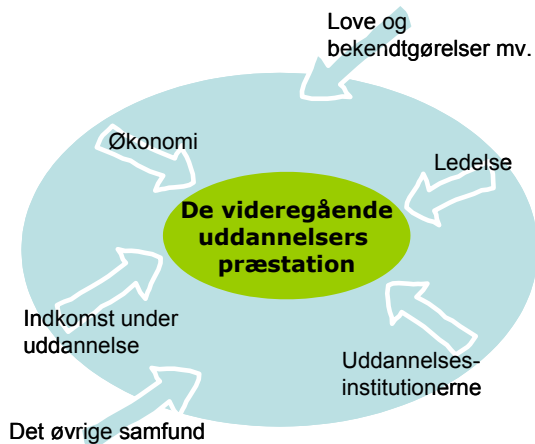 Love og
bekendtgørelser mv.
Økonomi
Ledelse
De videregående
uddannelsers
præstation
Indkomst under
uddannelse
Uddannelses-
institutionerne
Det øvrige samfund